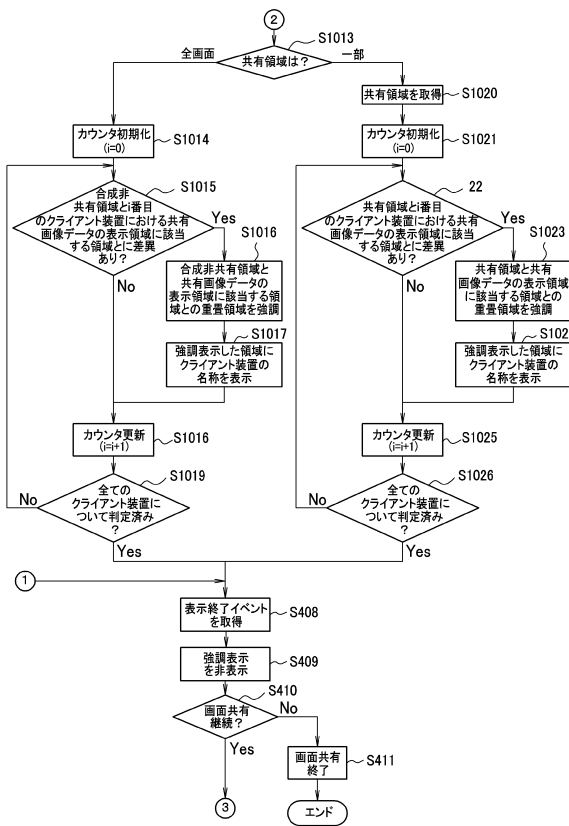 2
S1013
全画面
共有領域は？
一部
共有領域を取得
S1020
カウンタ初期化
(i=0)
S1014
カウンタ初期化
(i=0)
S1021
S1015
合成非
共有領域とi番目
のクライアント装置における共有
画像データの表示領域に該当
する領域とに差異
あり？
Yes
No
S1016
合成非共有領域と
共有画像データの
表示領域に該当する領
域との重畳領域を強調
S1017
強調表示した領域に
クライアント装置の
名称を表示
カウンタ更新
(i=i+1)
S1016
S1019
全ての
クライアント装置に
ついて判定済み
？
No
Yes
22
共有領域とi番目
のクライアント装置における共有
画像データの表示領域に該
当する領域とに差異
あり？
Yes
No
S1023
共有領域と共有
画像データの表示領域
に該当する領域との
重畳領域を強調
S102
強調表示した領域に
クライアント装置の
名称を表示
カウンタ更新
(i=i+1)
S1025
S1026
全ての
クライアント装置に
ついて判定済み
？
No
Yes
1
表示終了イベント
を取得
S408
強調表示
を非表示
S409
S410
画面共有
継続？
No
Yes
画面共有
終了
S411
3
エンド